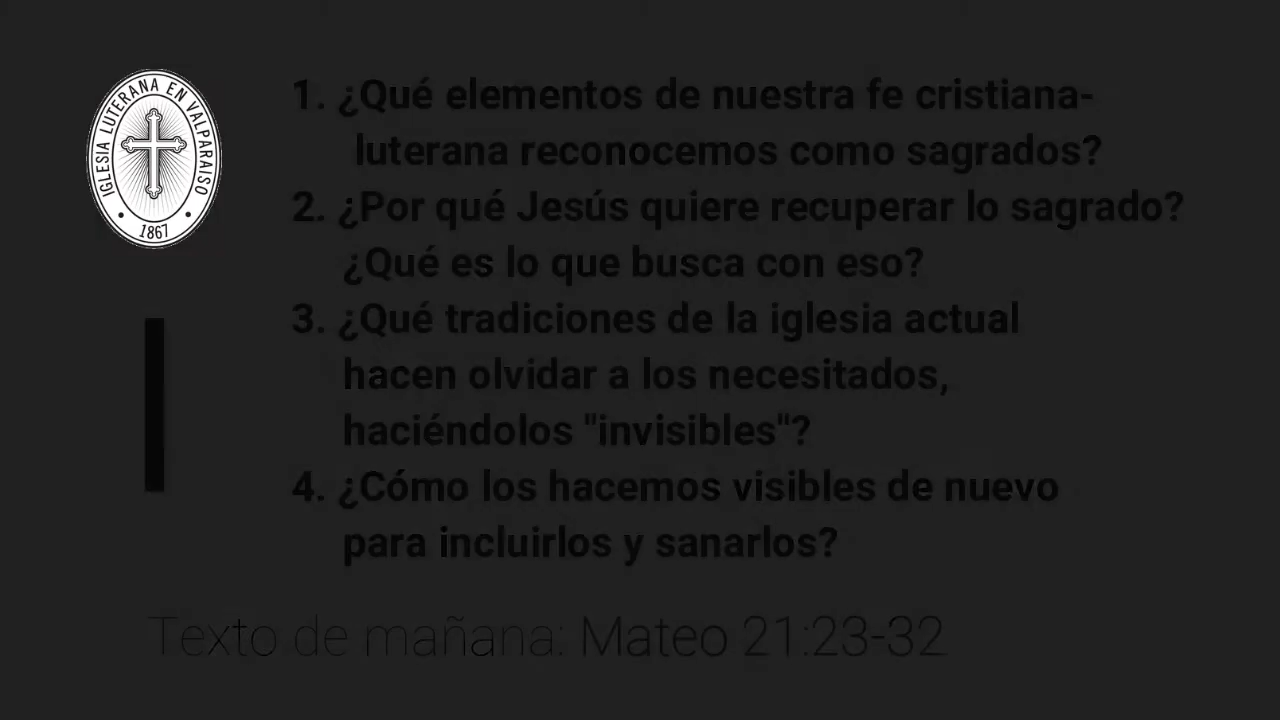 IGLESIA LUTERANA EN VALPARAISO
1867
1. ¿Qué elementos de nuestra fe cristiana-
luterana reconocemos como sagrados?
2. ¿Por qué Jesús quiere recuperar lo sagrado?
¿Qué es lo que busca con eso?
3. ¿Qué tradiciones de la iglesia actual
hacen olvidar a los necesitados,
haciéndolos "invisibles"?
4. ¿Cómo los hacemos visibles de nuevo
para incluirlos y sanarlos?
Texto de mañana: Mateo 21:23-32